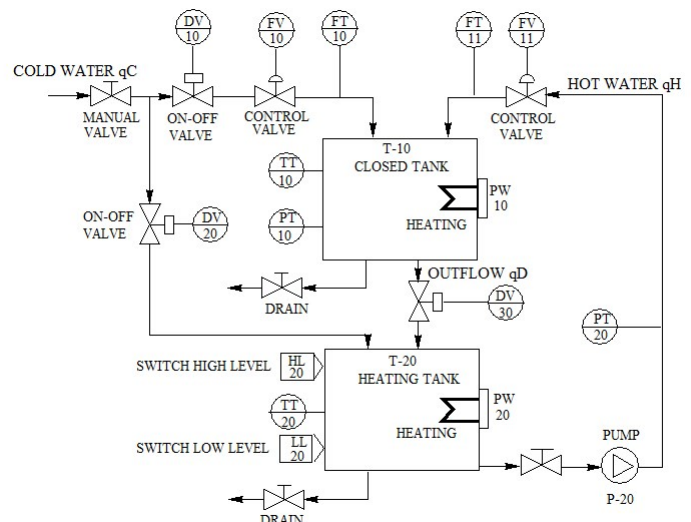 DV
10
FV
10
FT
10
FT
11
FV
11
COLD WATER qC
HOT WATER qH
MANUAL
VALVE
ON-OFF
VALVE
CONTROL
VALVE
CONTROL
VALVE
T-10
CLOSED TANK
TT
10
PW
10
ON-OFF
VALVE
DV
20
PT
10
HEATING
OUTFLOW qD
DRAIN
DV
30
PT
20
SWITCH HIGH LEVEL
HL
20
T-20
HEATING TANK
TT
20
PW
20
HEATING
SWITCH LOW LEVEL
LL
20
PUMP
P-20
DRAIN